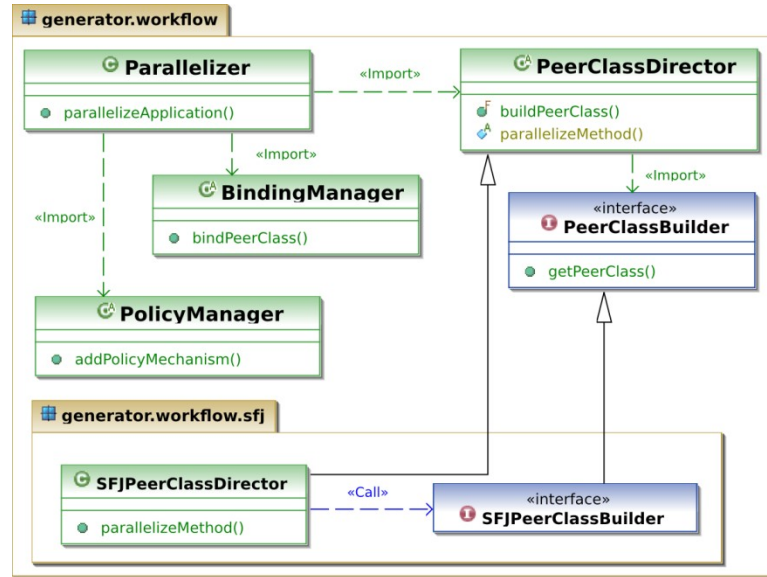 generator.workflow
Parallelizer
parallelizeApplication()
«Import»
PeerClassDirector
buildPeerClass()
parallelizeMethod()
«Import»
«Import»
«Import»
BindingManager
bindPeerClass()
«interface»
PeerClassBuilder
getPeerClass()
PolicyManager
addPolicyMechanism()
generator.workflow.sfj
SFJPeerClassDirector
parallelizeMethod()
«Call»
«interface»
SFJPeerClassBuilder